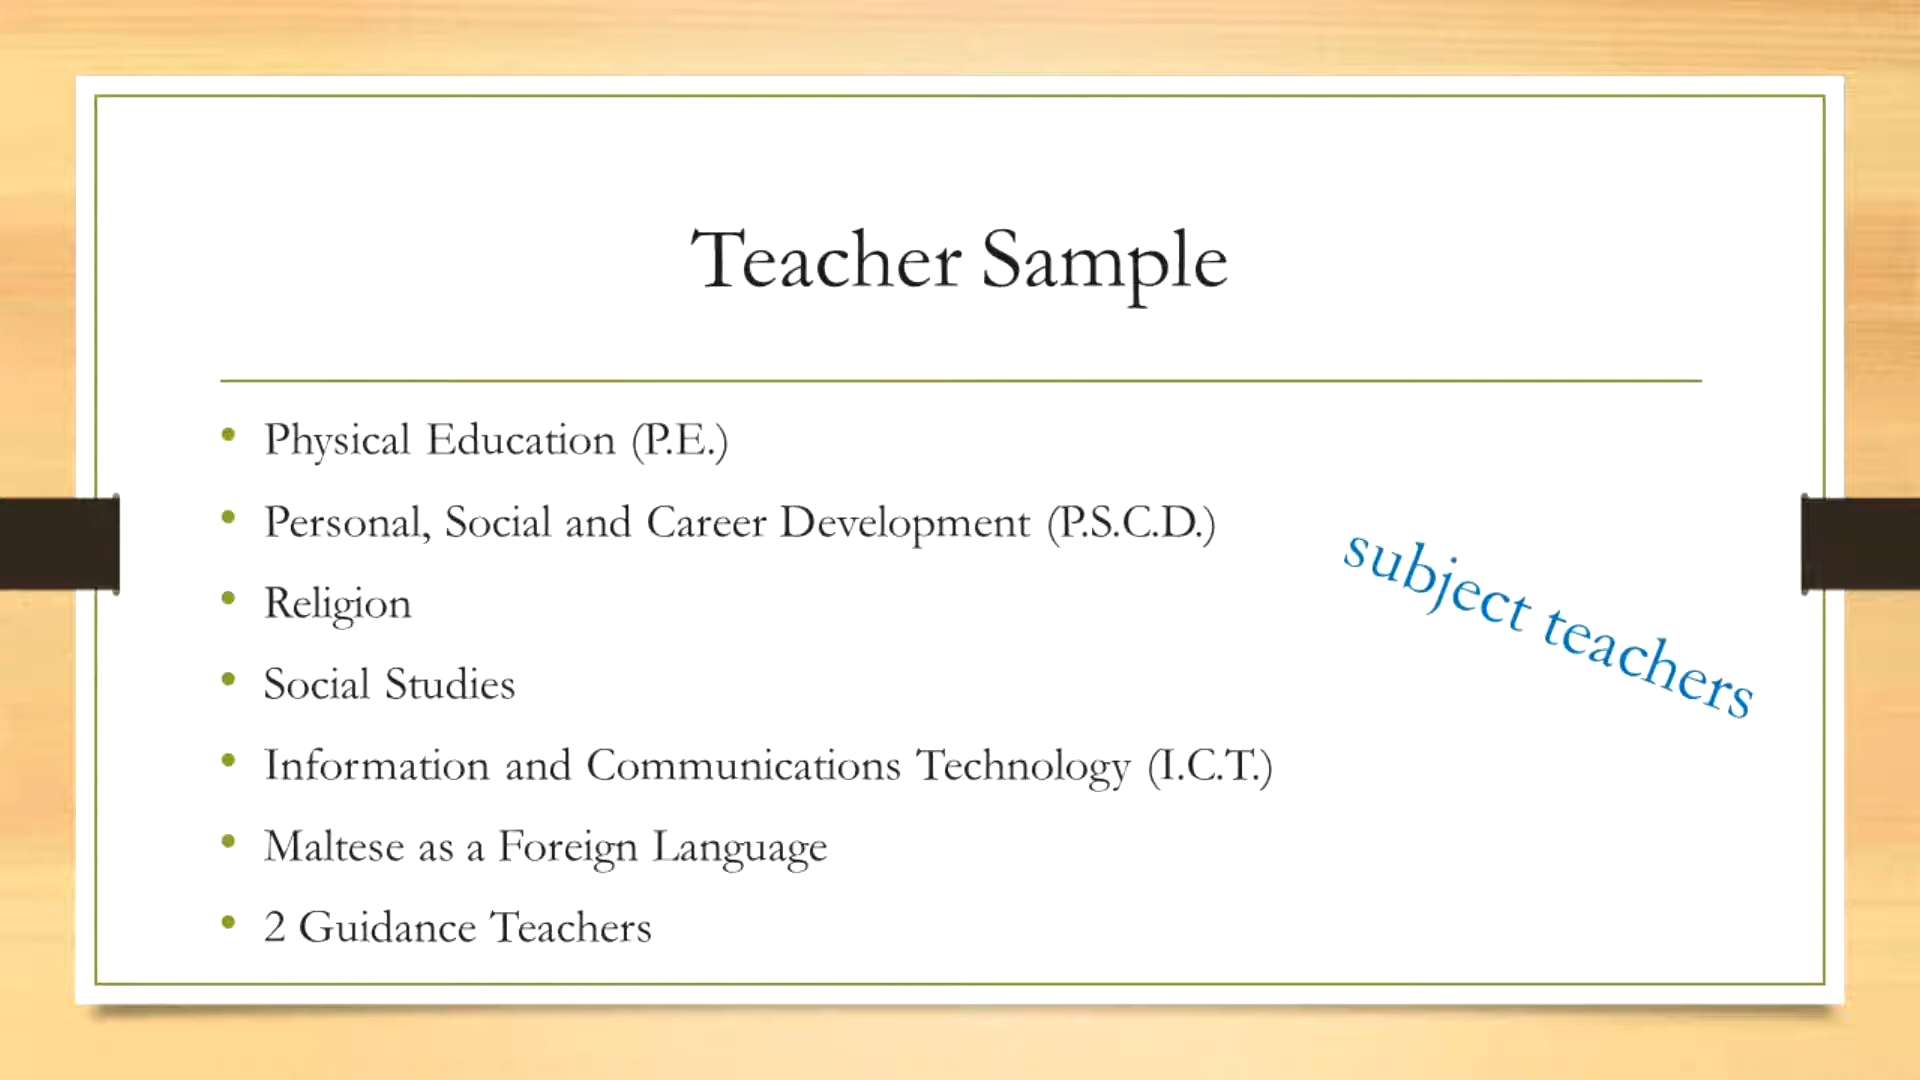 Teacher Sample
• Physical Education (P.E.)
• Personal, Social and Career Development (P.S.C.D.)
• Religion
• Social Studies
• Information and Communications Technology (I.C.T.)
• Maltese as a Foreign Language
• 2 Guidance Teachers
subject teachers